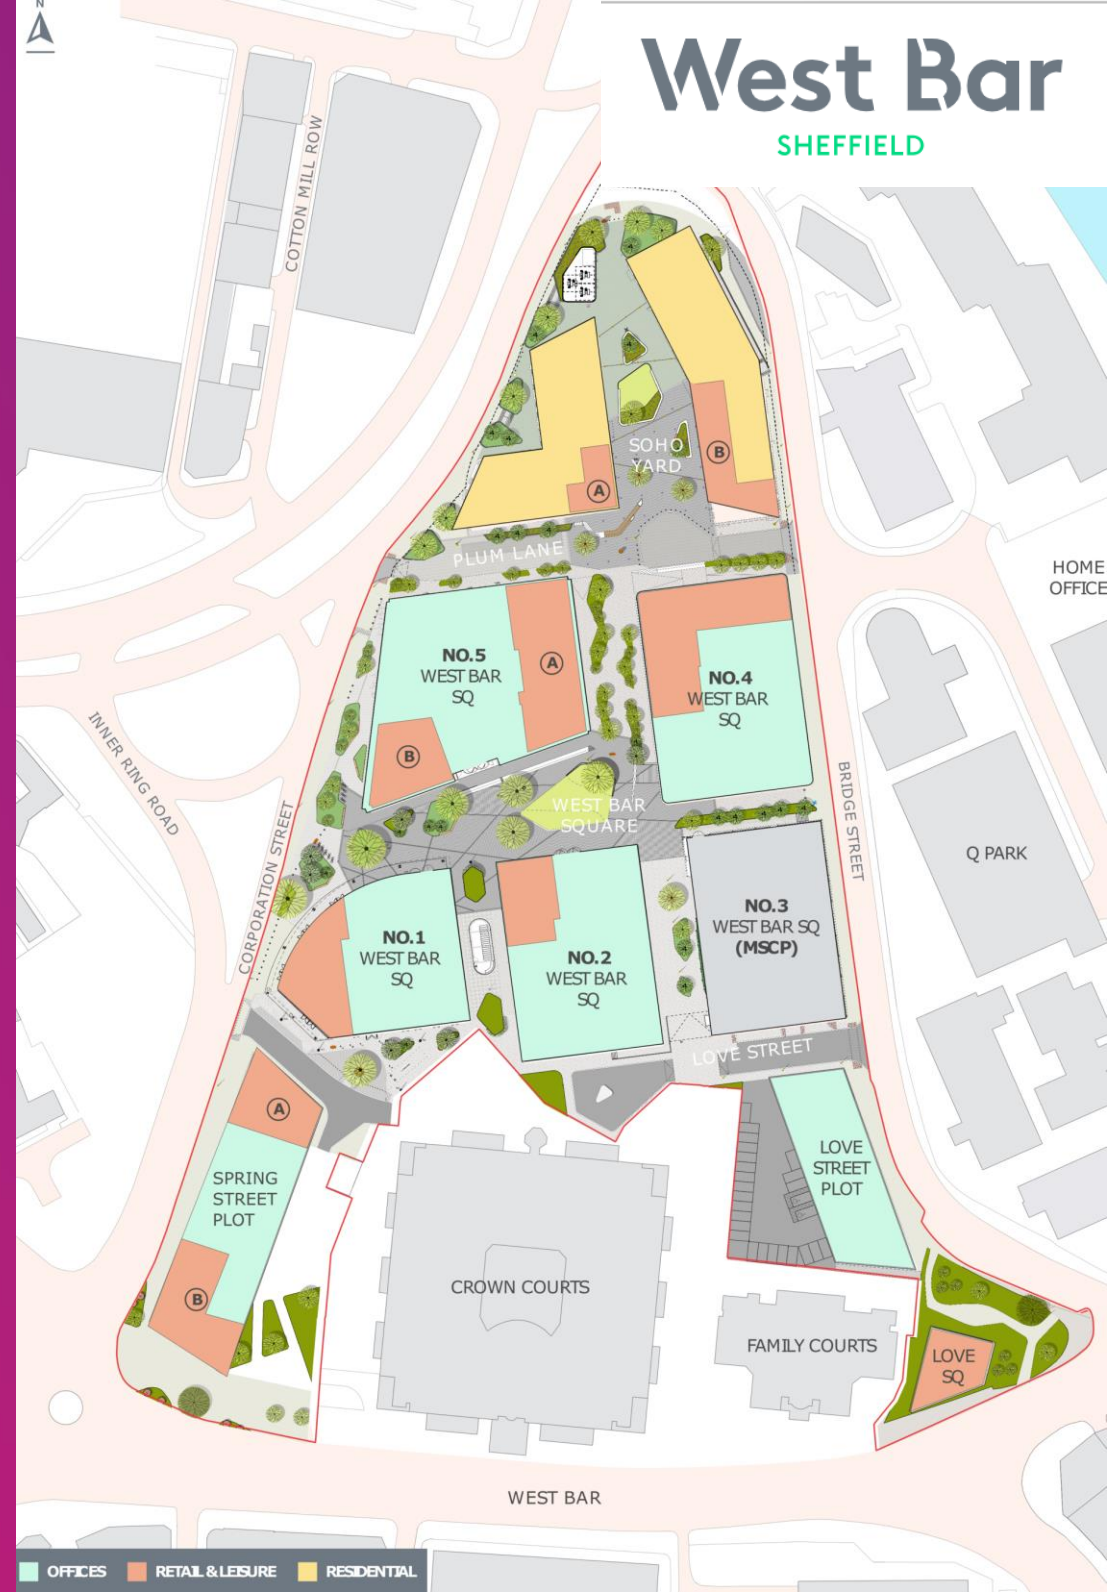 N
West Bar
SHEFFIELD
COTTON MILL ROW
SOHO
YARD
B
A
PLUM LANE
HOME
OFFICE
NO.5
WEST BAR
SQ
A
B
NO.4
WEST BAR
SQ
INNER RING ROAD
CORPORATION STREET
WEST BAR
SQUARE
BRIDGE STREET
Q PARK
NO.1
WEST BAR
SQ
NO.2
WEST BAR
SQ
NO.3
WEST BAR SQ
(MSCP)
LOVE STREET
A
SPRING
STREET
PLOT
B
LOVE
STREET
PLOT
CROWN COURTS
FAMILY COURTS
LOVE
SQ
WEST BAR
OFFICES
RETAIL & LEISURE
RESIDENTIAL